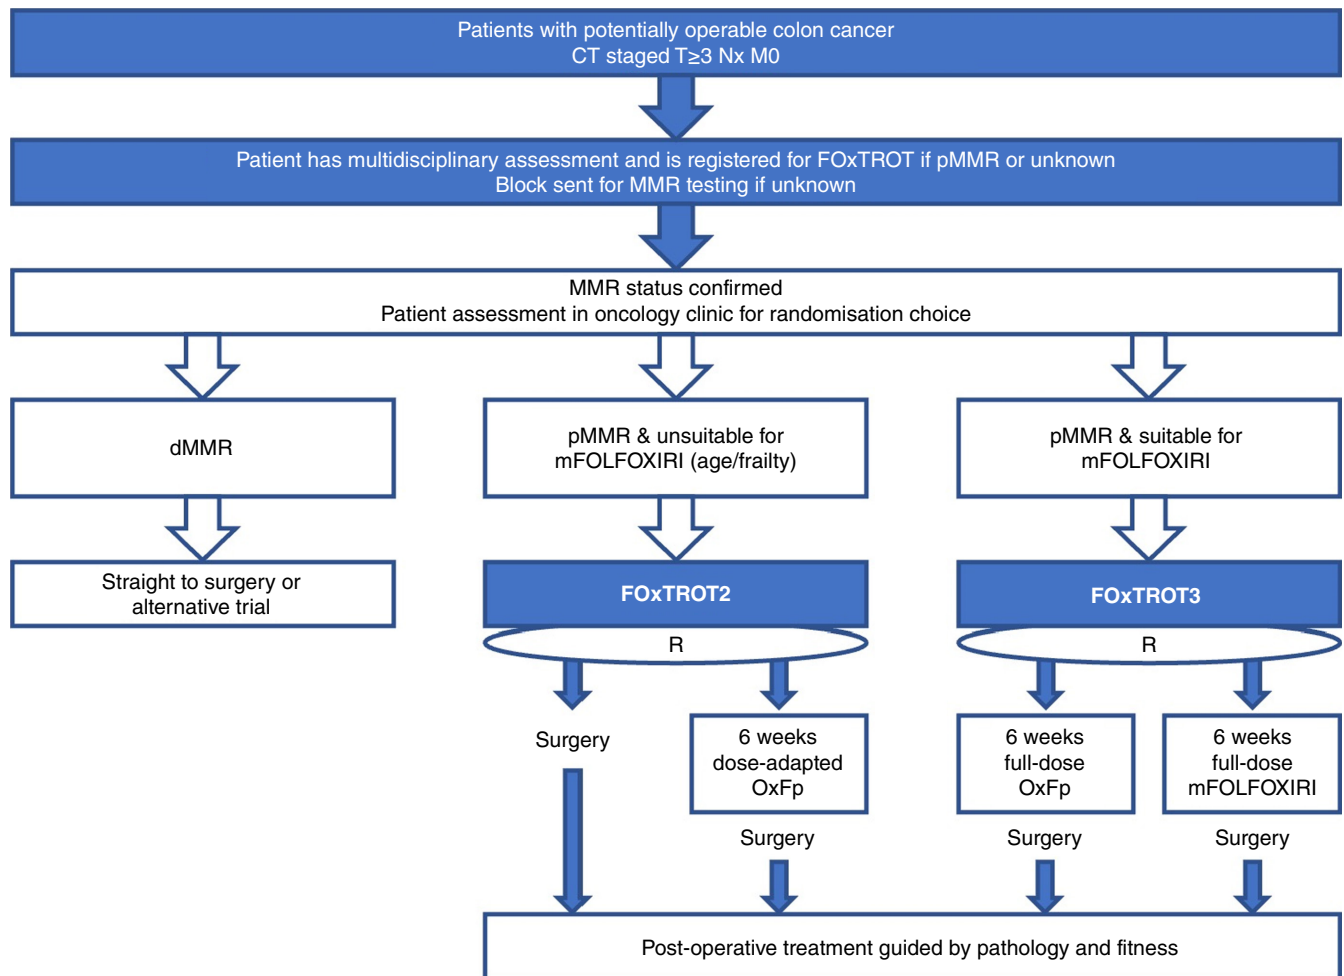 Patients with potentially operable colon cancer
CT staged T≥3 Nx M0
Patient has multidisciplinary assessment and is registered for FOxTROT if pMMR or unknown
Block sent for MMR testing if unknown
MMR status confirmed
Patient assessment in oncology clinic for randomisation choice
dMMR
pMMR & unsuitable for
mFOLFOXIRI (age/frailty)
pMMR & suitable for
mFOLFOXIRI
Straight to surgery or
alternative trial
FOxTROT2
FOxTROT3
R
R
Surgery
6 weeks
dose-adapted
OxFp
6 weeks
full-dose
OxFp
6 weeks
full-dose
mFOLFOXIRI
Surgery
Surgery
Surgery
Post-operative treatment guided by pathology and fitness